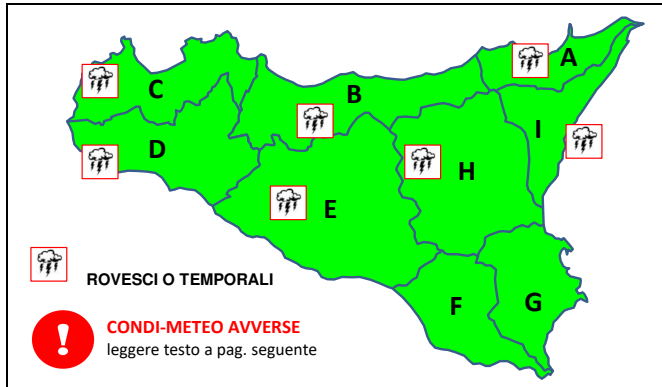 A
B
C
I
D
H
E
ROVESCI O TEMPORALI
F
G
!
CONDI-METEO AVVERSE
leggere testo a pag. seguente